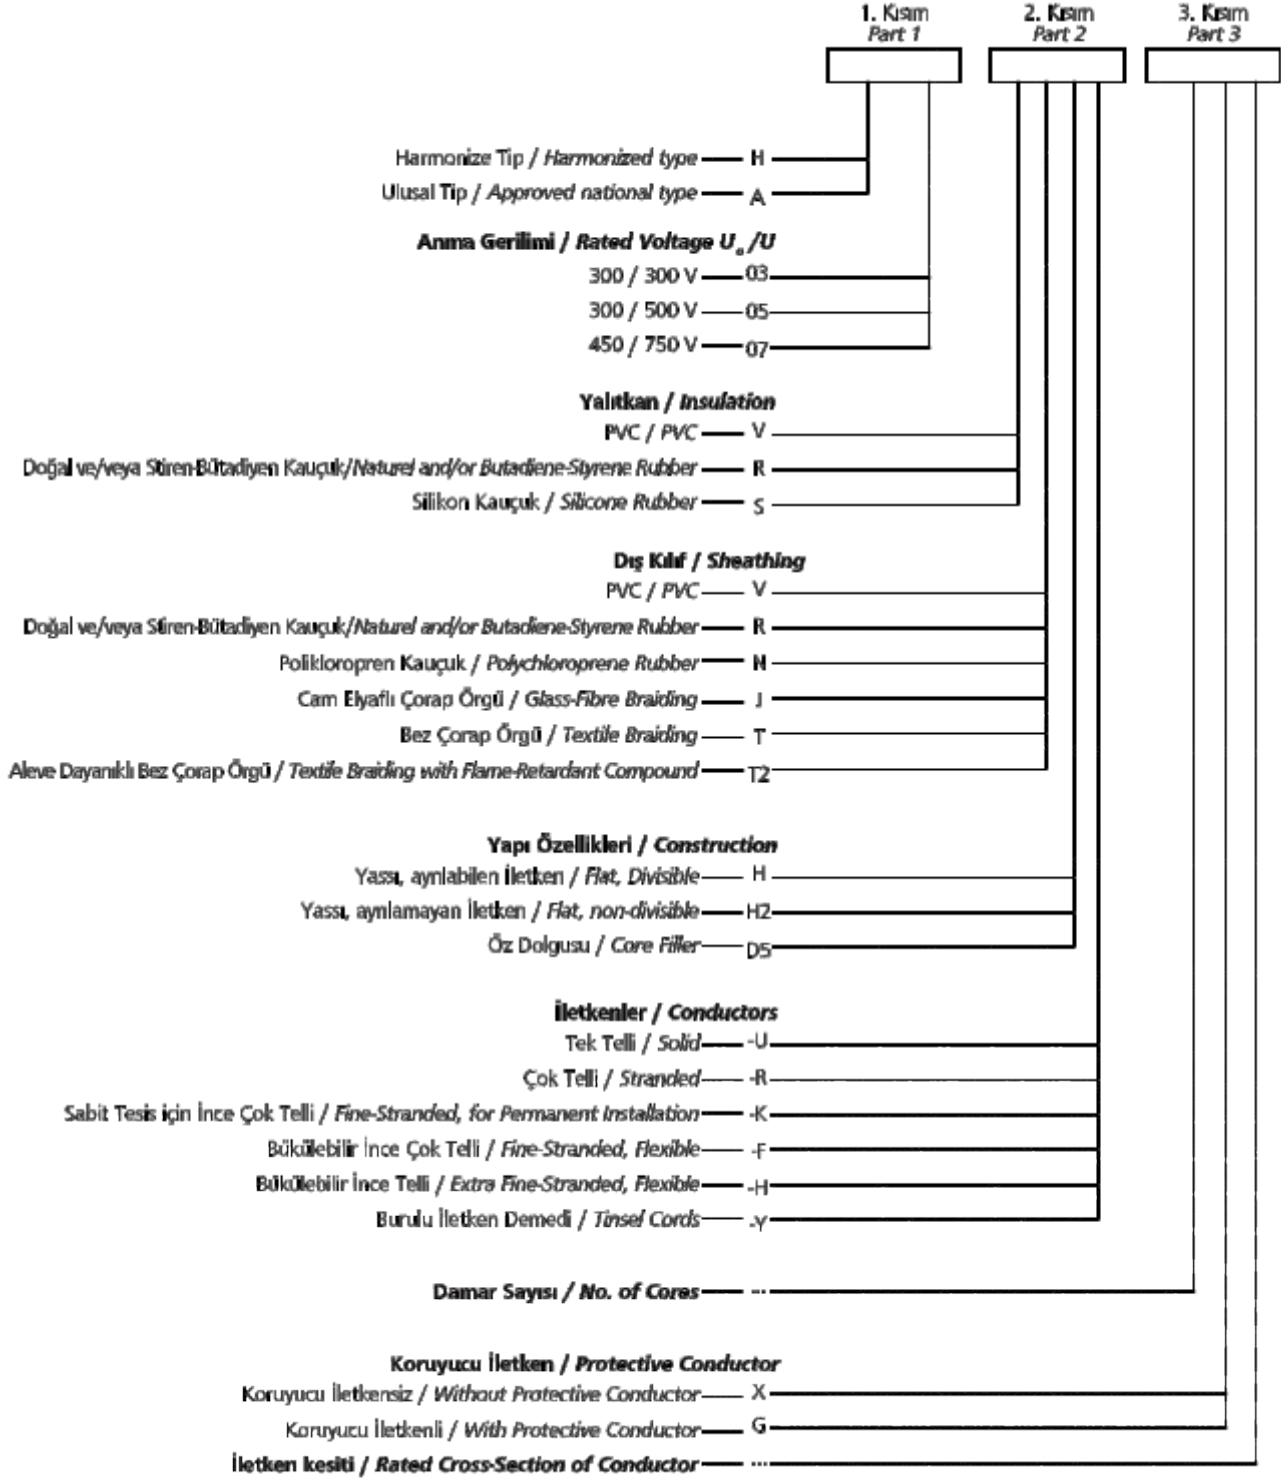 1. Kısım 2. Kısım 3. Kısım
Part 1 Part 2 Part 3
Harmonize Tip / Harmonized type H
Ulusal Tip / Approved national type A
Anma Gerilimi / Rated Voltage Uₒ/U
300 / 300 V 03
300 / 500 V 05
450 / 750 V 07
Yalıtkan / Insulation
PVC / PVC V
Doğal ve/veya Stiren-Bütadiyen Kauçuk/Naturel and/or Butadiene-Styrene Rubber R
Silikon Kauçuk / Silicone Rubber S
Dış Kılıf / Sheathing
PVC / PVC V
Doğal ve/veya Stiren-Bütadiyen Kauçuk/Naturel and/or Butadiene-Styrene Rubber R
Polikloropren Kauçuk / Polychloroprene Rubber N
Cam Elyaflı Çorap Örgü / Glass-Fibre Braiding J
Bez Çorap Örgü / Textile Braiding T
Aleve Dayanıklı Bez Çorap Örgü / Textile Braiding with Flame-Retardant Compound T2
Yapı Özellikleri / Construction
Yassı, ayrılabilen İletken / Flat, Divisible H
Yassı, ayrılamayan İletken / Flat, non-divisible H2
Öz Dolgusu / Core Filler D5
İletkenler / Conductors
Tek Telli / Solid -U
Çok Telli / Stranded -R
Sabit Tesis için İnce Çok Telli / Fine-Stranded, for Permanent Installation -K
Bükülebilir İnce Çok Telli / Fine-Stranded, Flexible -F
Bükülebilir İnce Telli / Extra Fine-Stranded, Flexible -H
Burulu İletken Demedi / Tinsel Cords -Y
Damar Sayısı / No. of Cores ...
Koruyucu İletken / Protective Conductor
Koruyucu İletkensiz / Without Protective Conductor X
Koruyucu İletkenli / With Protective Conductor G
İletken kesiti / Rated Cross-Section of Conductor ...